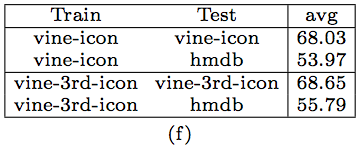 Train Test avg
vine-icon vine-icon 68.03
vine-icon hmdb 53.97
vine-3rd-icon vine-3rd-icon 68.65
vine-3rd-icon hmdb 55.79
(f)